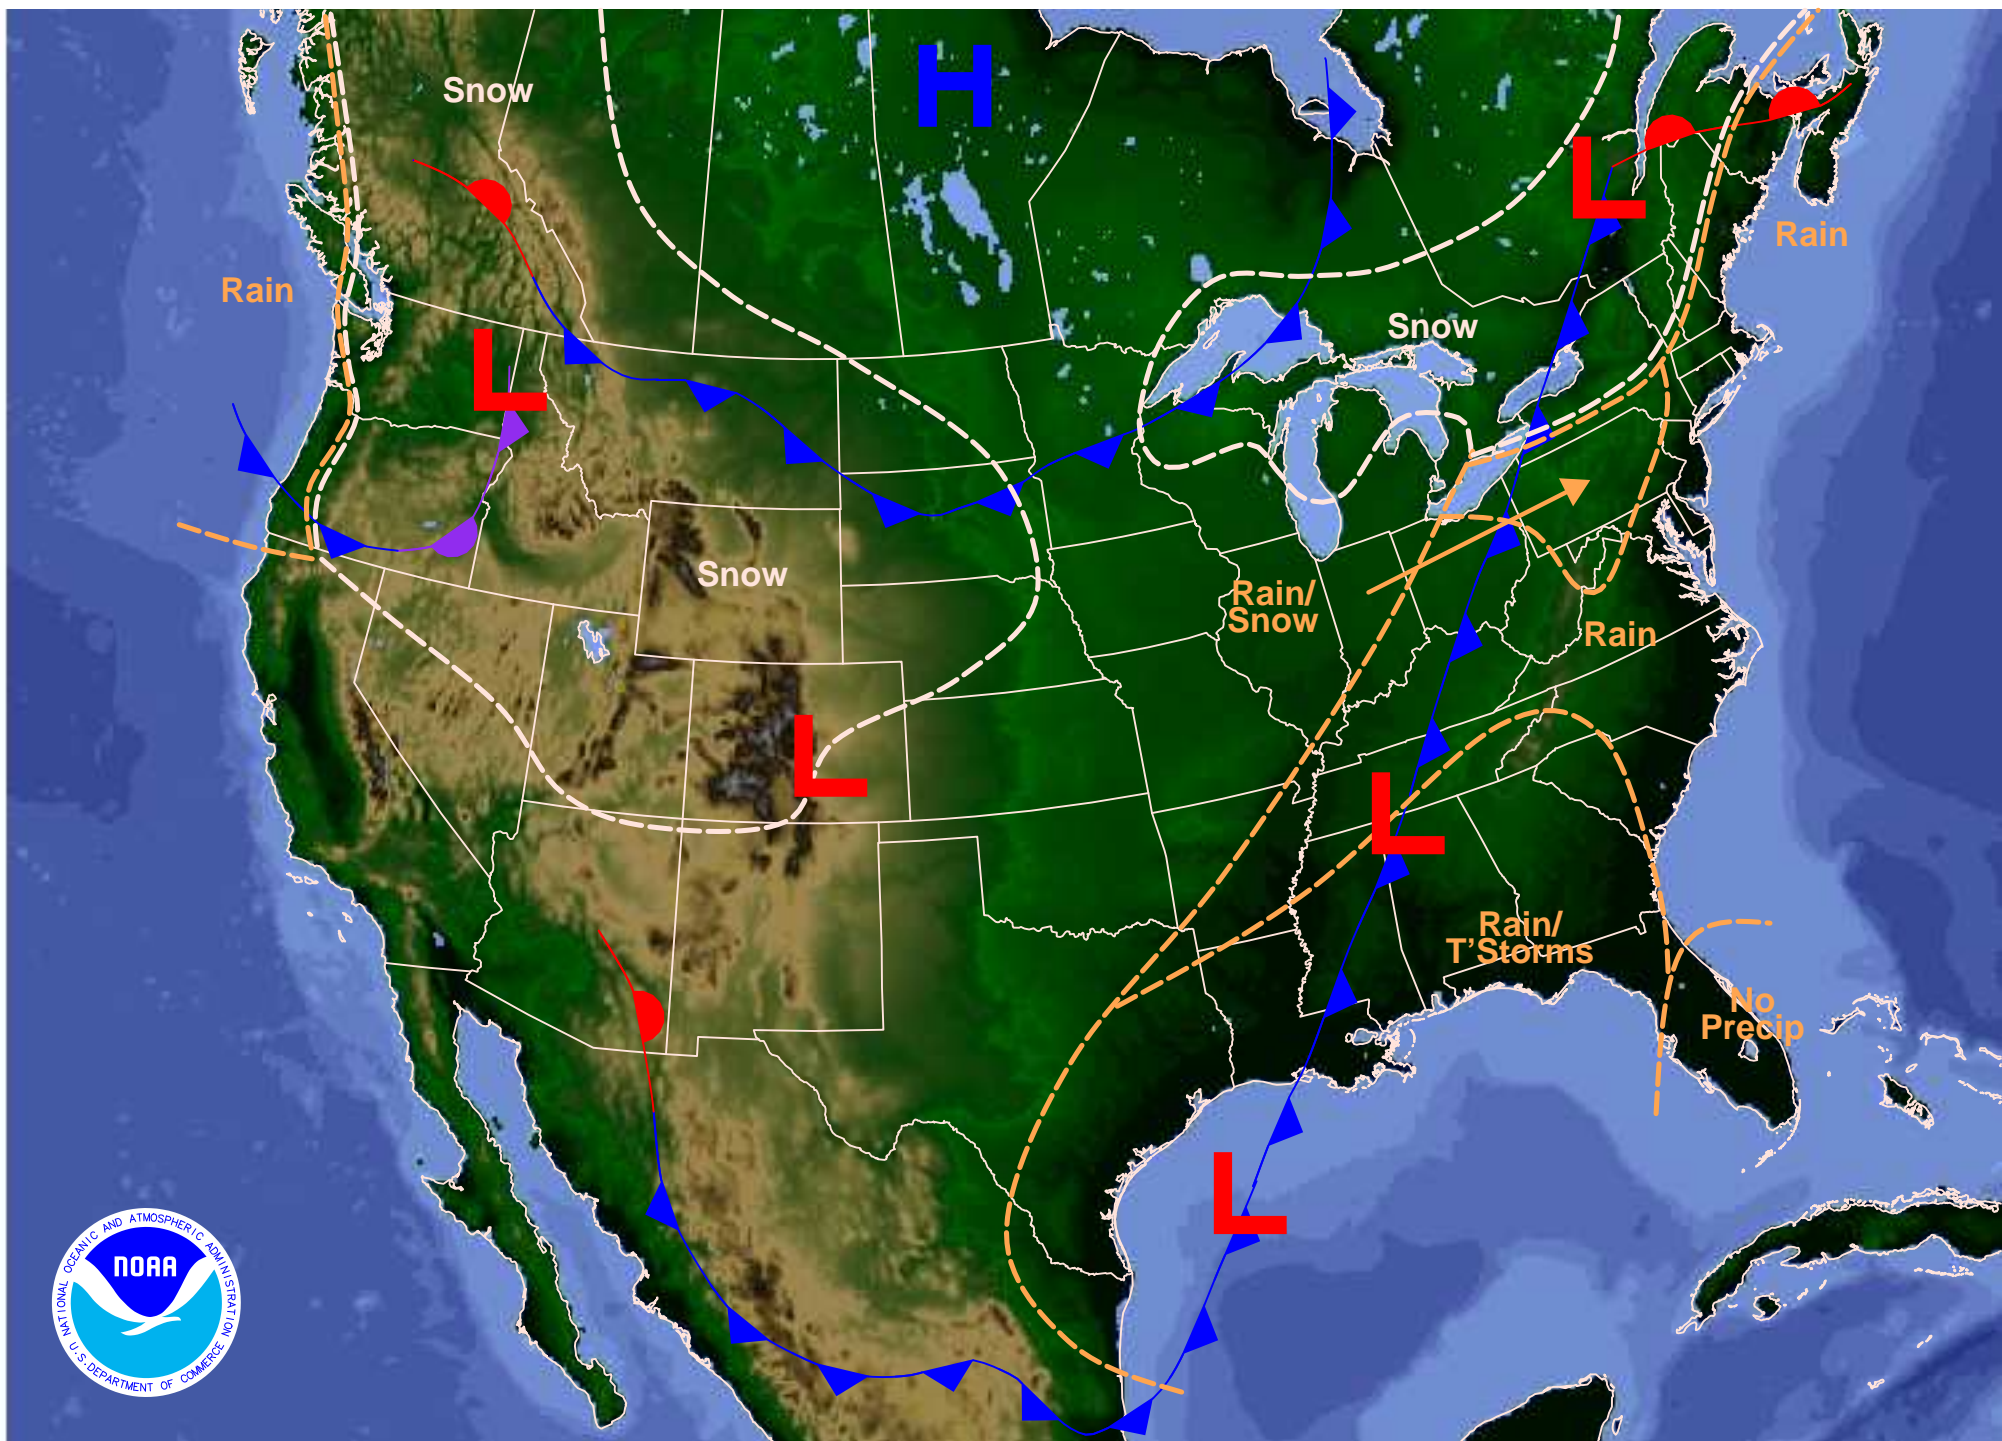 H
Snow
L
Rain
Rain
L
Snow
Snow
Rain/
Snow
Rain
L
L
Rain/
T'Storms
No
Precip
L
NATIONAL OCEANIC AND ATMOSPHERIC ADMINISTRATION
NOAA
U.S. DEPARTMENT OF COMMERCE